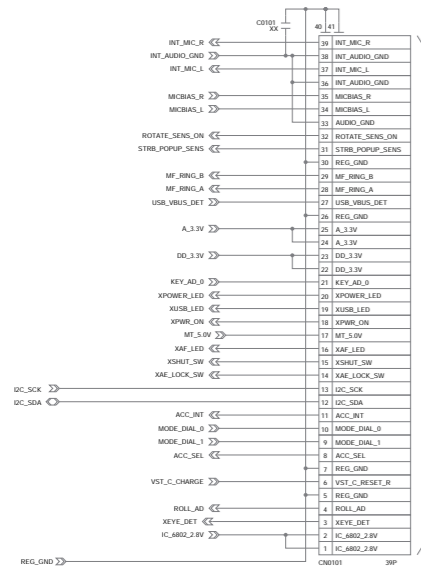 C0101
XX
40 41
INT_MIC_R 39 INT_MIC_R
INT_AUDIO_GND 38 INT_AUDIO_GND
INT_MIC_L 37 INT_MIC_L
36 INT_AUDIO_GND
MICBIAS_R 35 MICBIAS_R
MICBIAS_L 34 MICBIAS_L
33 AUDIO_GND
ROTATE_SENS_ON 32 ROTATE_SENS_ON
STRB_POPUP_SENS 31 STRB_POPUP_SENS
30 REG_GND
MF_RING_B 29 MF_RING_B
MF_RING_A 28 MF_RING_A
USB_VBUS_DET 27 USB_VBUS_DET
26 REG_GND
A_3.3V 25 A_3.3V
24 A_3.3V
DD_3.3V 23 DD_3.3V
22 DD_3.3V
KEY_AD_0 21 KEY_AD_0
XPOWER_LED 20 XPOWER_LED
XUSB_LED 19 XUSB_LED
XPWR_ON 18 XPWR_ON
MT_5.0V 17 MT_5.0V
XAF_LED 16 XAF_LED
XSHUT_SW 15 XSHUT_SW
XAE_LOCK_SW 14 XAE_LOCK_SW
I2C_SCK 13 I2C_SCK
I2C_SDA 12 I2C_SDA
ACC_INT 11 ACC_INT
MODE_DIAL_0 10 MODE_DIAL_0
MODE_DIAL_1 9 MODE_DIAL_1
ACC_SEL 8 ACC_SEL
7 REG_GND
VST_C_CHARGE 6 VST_C_RESET_R
5 REG_GND
ROLL_AD 4 ROLL_AD
XEYE_DET 3 XEYE_DET
IC_6802_2.8V 2 IC_6802_2.8V
1 IC_6802_2.8V
REG_GND CN0101 39P